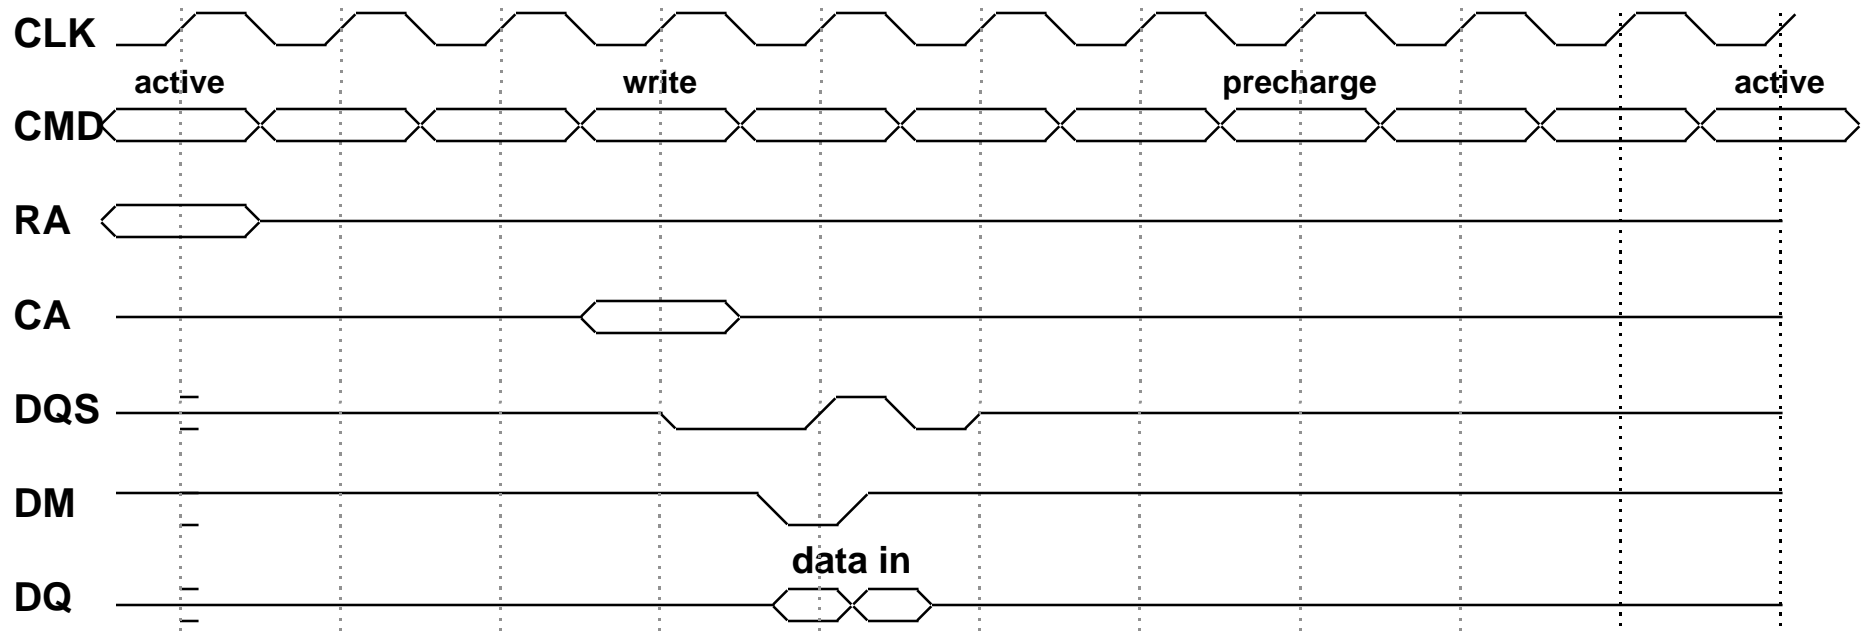 CLK
active write precharge active
CMD
RA
CA
DQS
DM
data in
DQ